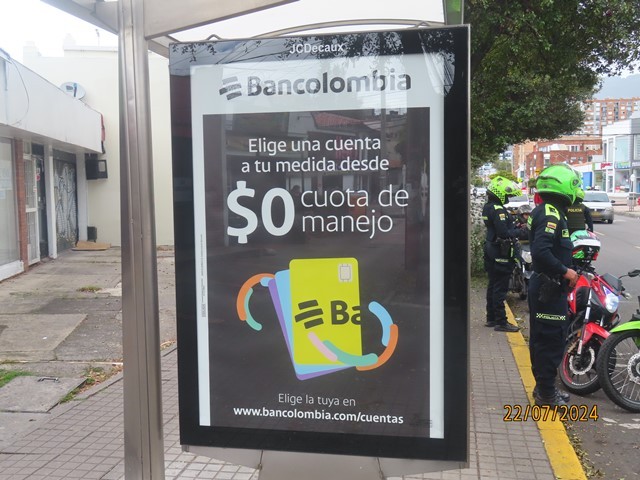 JCDecaux
Bancolombia
Elige una cuenta
a tu medida desde
$0 cuota de
manejo
Ba
Elige la tuya en
www.bancolombia.com/cuentas
POLICIA
22/07/2024